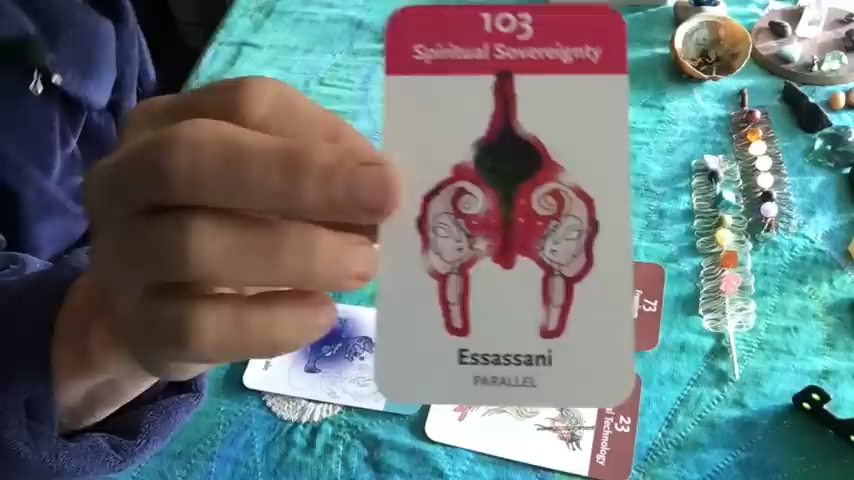 103
Spiritual Sovereignty
Essassani
PARALLEL
73
23
Technology